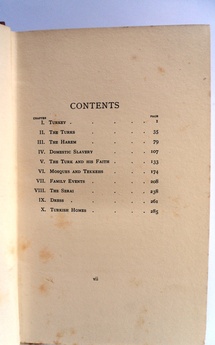 CONTENTS
CHAPTER PAGE
I. TURKEY . . . . . 1
II. THE TURKS . . . . 35
III. THE HAREM . . . . 79
IV. DOMESTIC SLAVERY . . . 107
V. THE TURK AND HIS FAITH . . . 133
VI. MOSQUES AND TEKKEHS . . . 174
VII. FAMILY EVENTS . . . . 208
VIII. THE SERAI . . . . 238
IX. DRESS . . . . . 261
X. TURKISH HOMES . . . . 285
vii